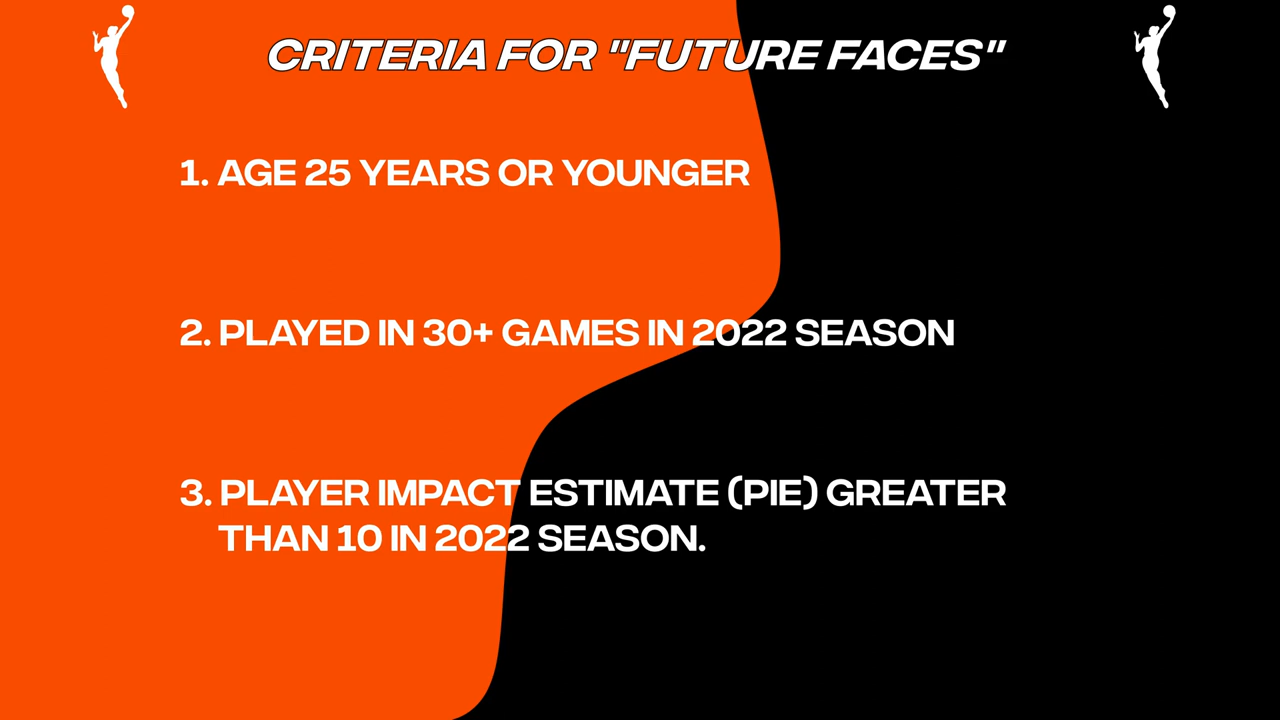 CRITERIA FOR "FUTURE FACES"
1. AGE 25 YEARS OR YOUNGER
2. PLAYED IN 30+ GAMES IN 2022 SEASON
3. PLAYER IMPACT ESTIMATE (PIE) GREATER
THAN 10 IN 2022 SEASON.